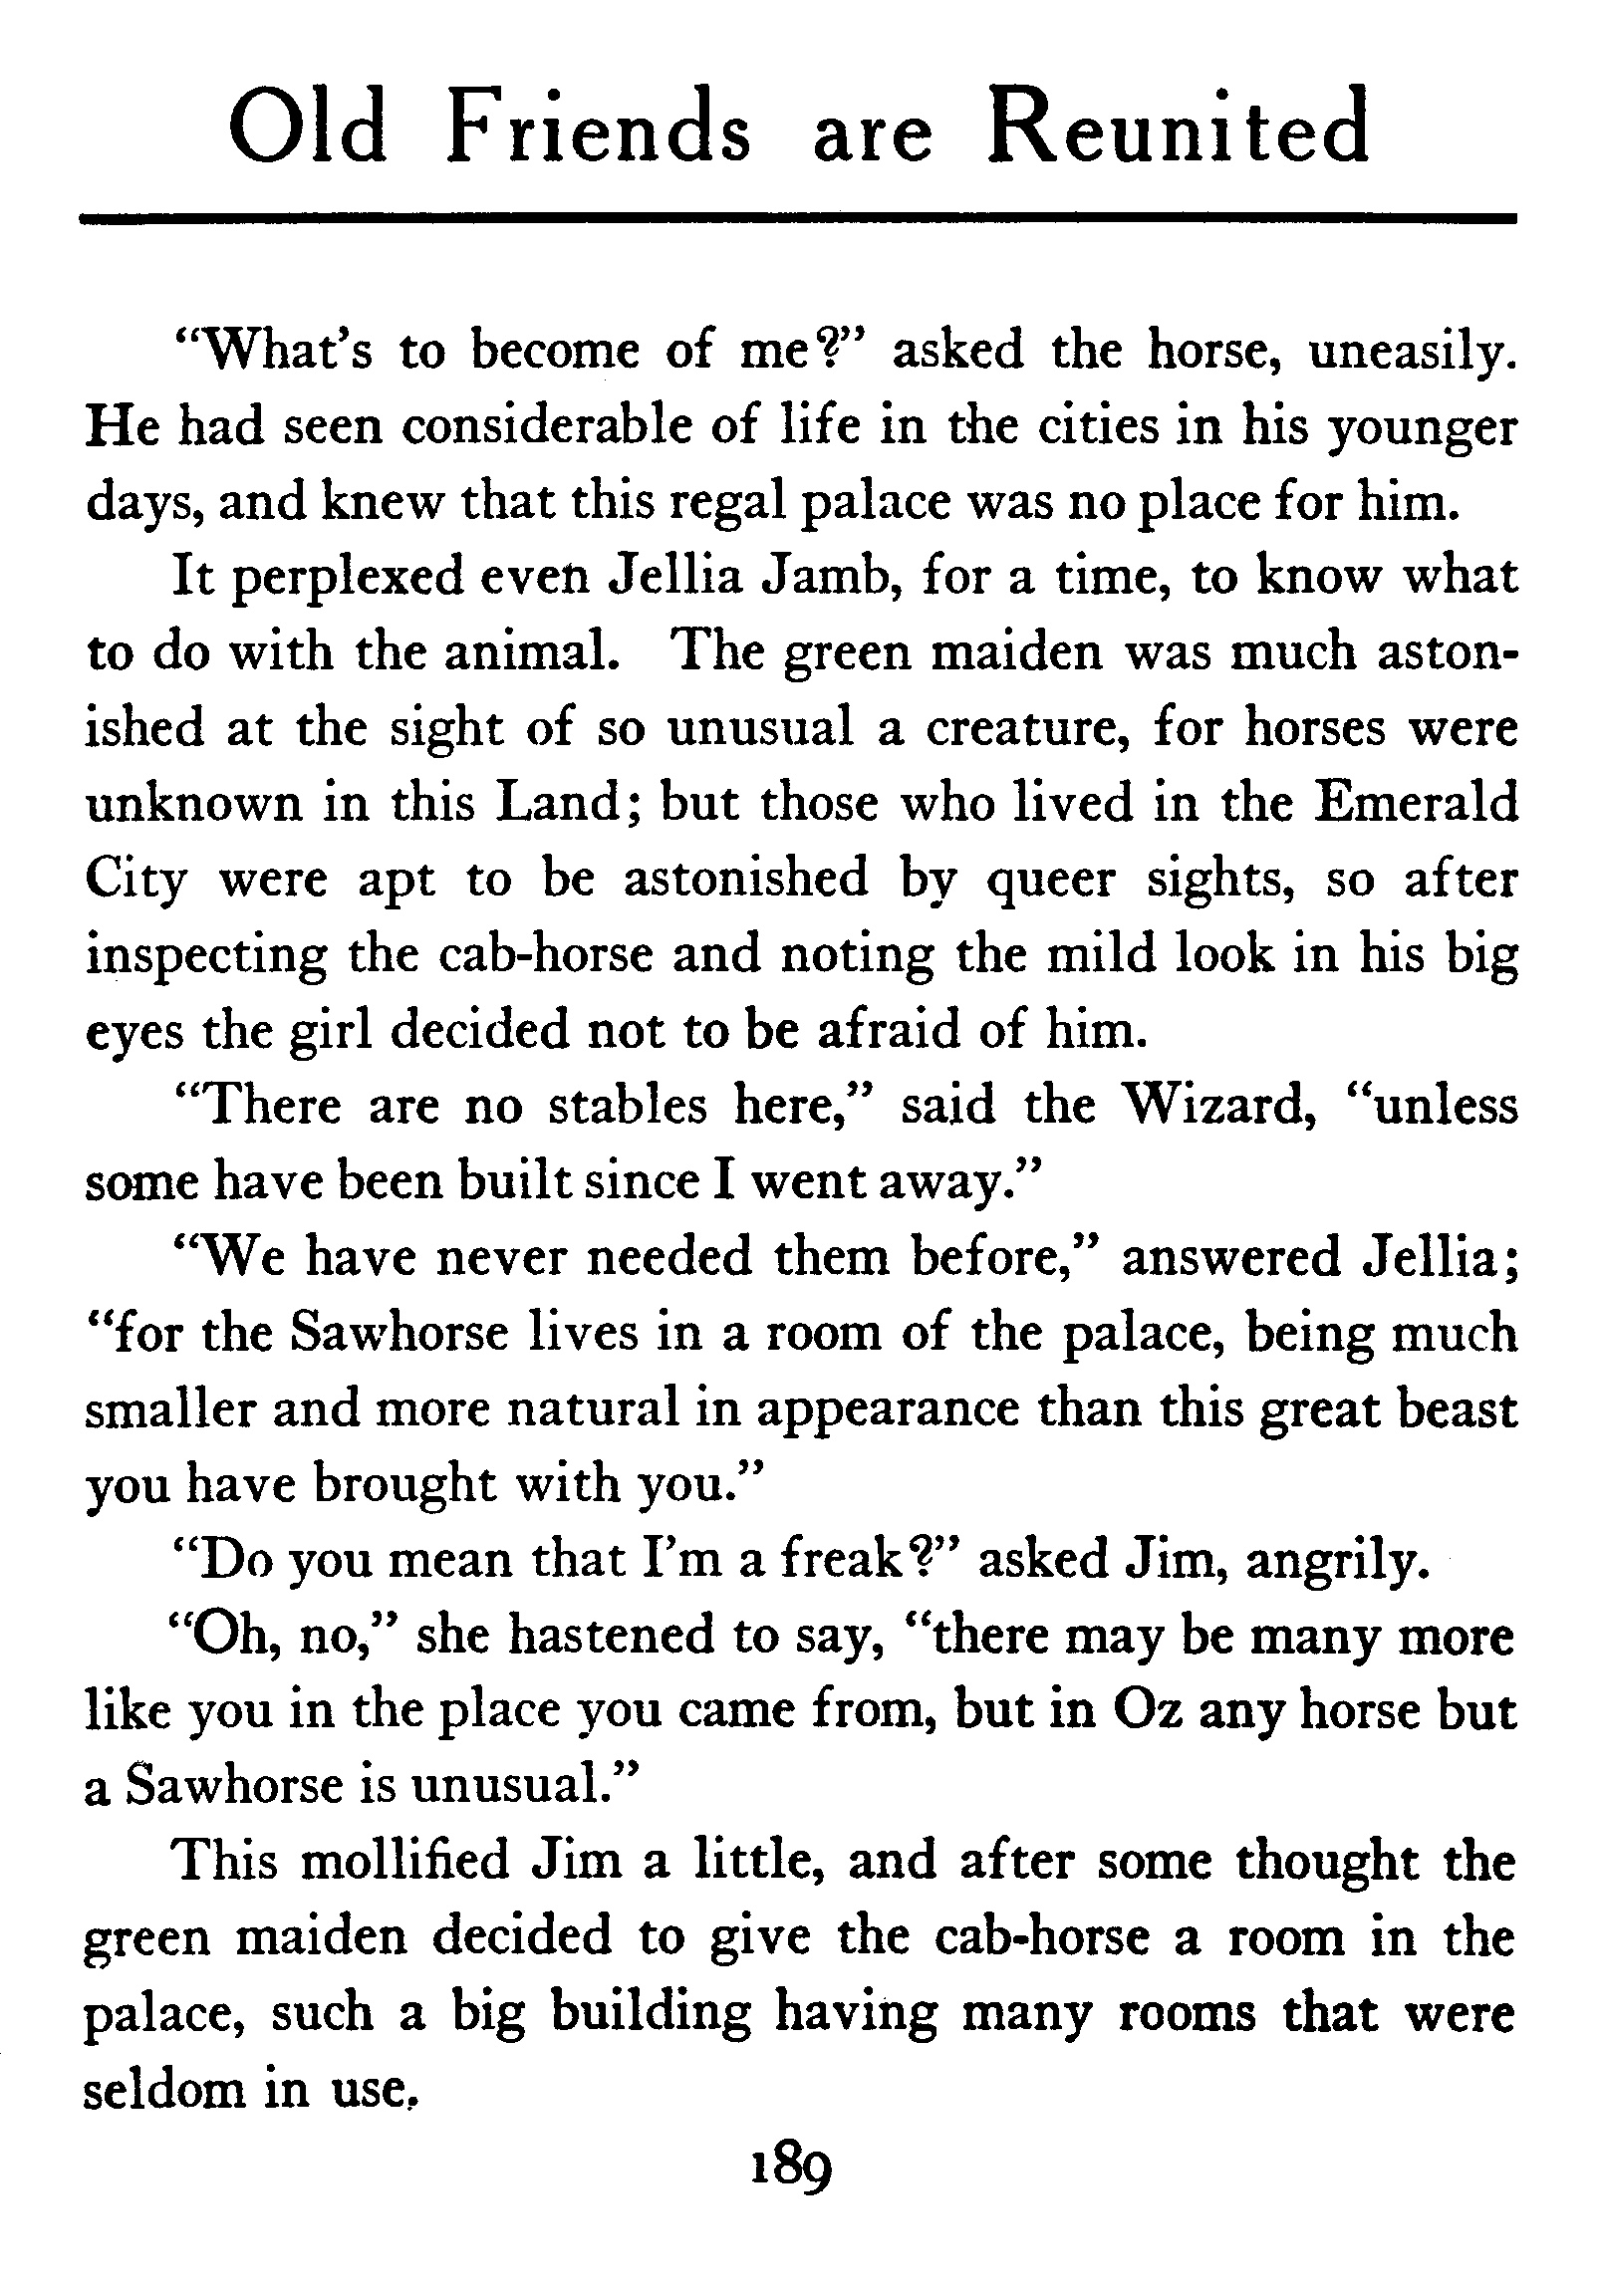 Old Friends are Reunited
“What’s to become of me?” asked the horse, uneasily.
He had seen considerable of life in the cities in his younger
days, and knew that this regal palace was no place for him.
It perplexed even Jellia Jamb, for a time, to know what
to do with the animal. The green maiden was much aston-
ished at the sight of so unusual a creature, for horses were
unknown in this Land; but those who lived in the Emerald
City were apt to be astonished by queer sights, so after
inspecting the cab-horse and noting the mild look in his big
eyes the girl decided not to be afraid of him.
“There are no stables here,” said the Wizard, “unless
some have been built since I went away.”
“We have never needed them before,” answered Jellia;
“for the Sawhorse lives in a room of the palace, being much
smaller and more natural in appearance than this great beast
you have brought with you.”
“Do you mean that I’m a freak?” asked Jim, angrily.
“Oh, no,” she hastened to say, “there may be many more
like you in the place you came from, but in Oz any horse but
a Sawhorse is unusual.”
This mollified Jim a little, and after some thought the
green maiden decided to give the cab-horse a room in the
palace, such a big building having many rooms that were
seldom in use.
189